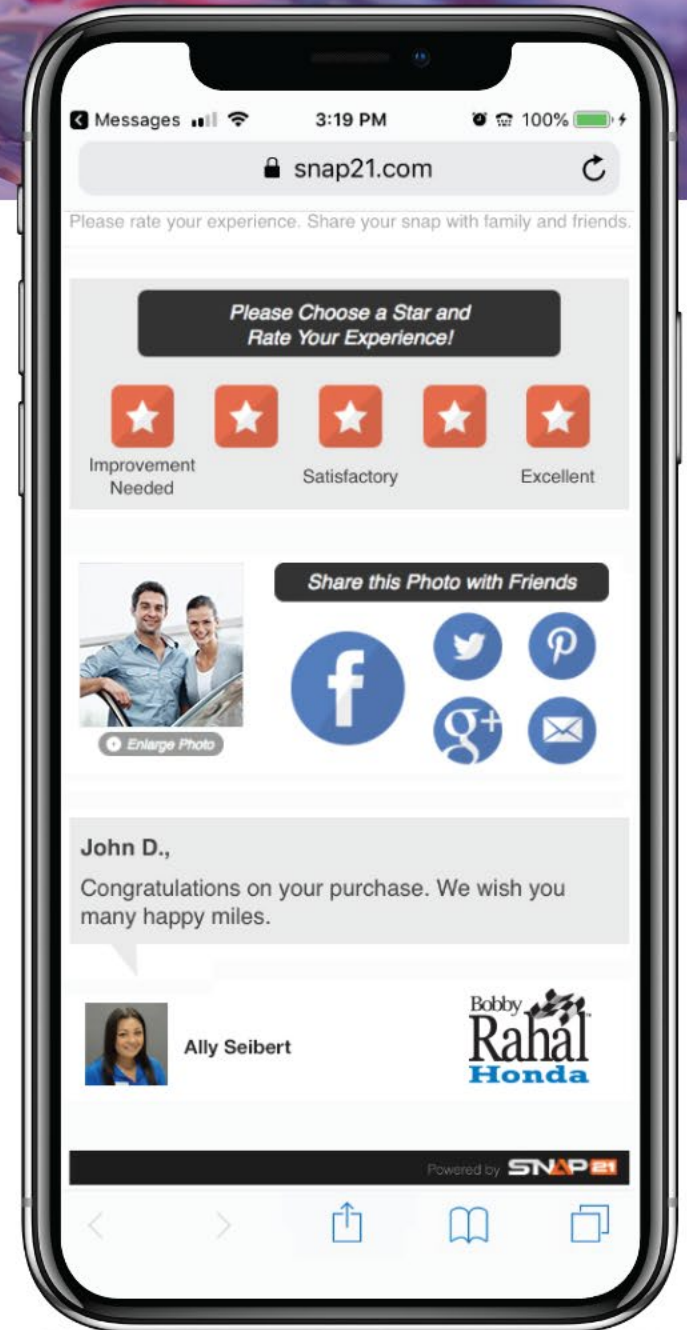 Messages 3:19 PM 100%
snap21.com
Please rate your experience. Share your snap with family and friends.
Please Choose a Star and
Rate Your Experience!
Improvement
Needed
Satisfactory
Excellent
Share this Photo with Friends
f
g+
Enlarge Photo
John D.,
Congratulations on your purchase. We wish you
many happy miles.
Ally Seibert
Bobby
Rahal
Honda
Powered by SNAP21